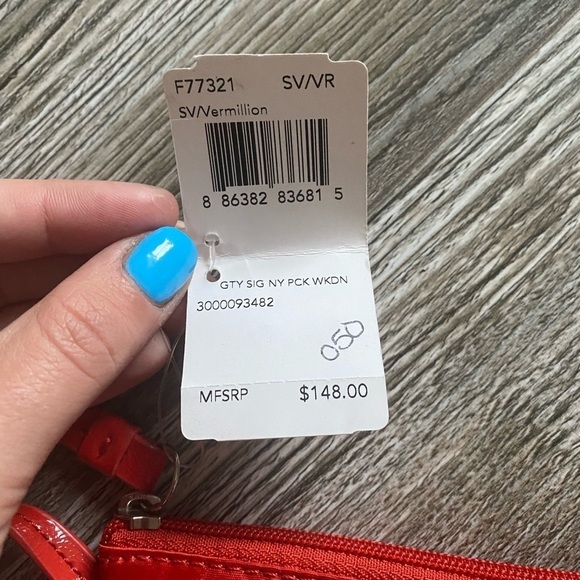 F77321 SV/VR
SV/Vermillion
8 86382 83681 5
GTY SIG NY PCK WKDN
3000093482
050
MFSRP $148.00